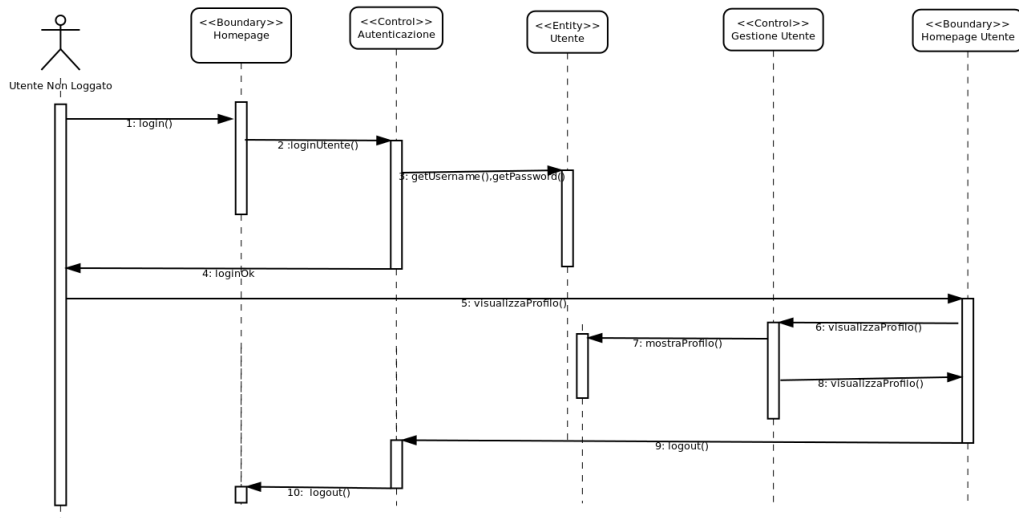 <<Boundary>>
Homepage
<<Control>>
Autenticazione
<<Entity>>
Utente
<<Control>>
Gestione Utente
<<Boundary>>
Homepage Utente
Utente Non Loggato
1: login()
2 :loginUtente()
3: getUsername(),getPassword()
4: loginOk
5: visualizzaProfilo()
6: visualizzaProfilo()
7: mostraProfilo()
8: visualizzaProfilo()
9: logout()
10: logout()